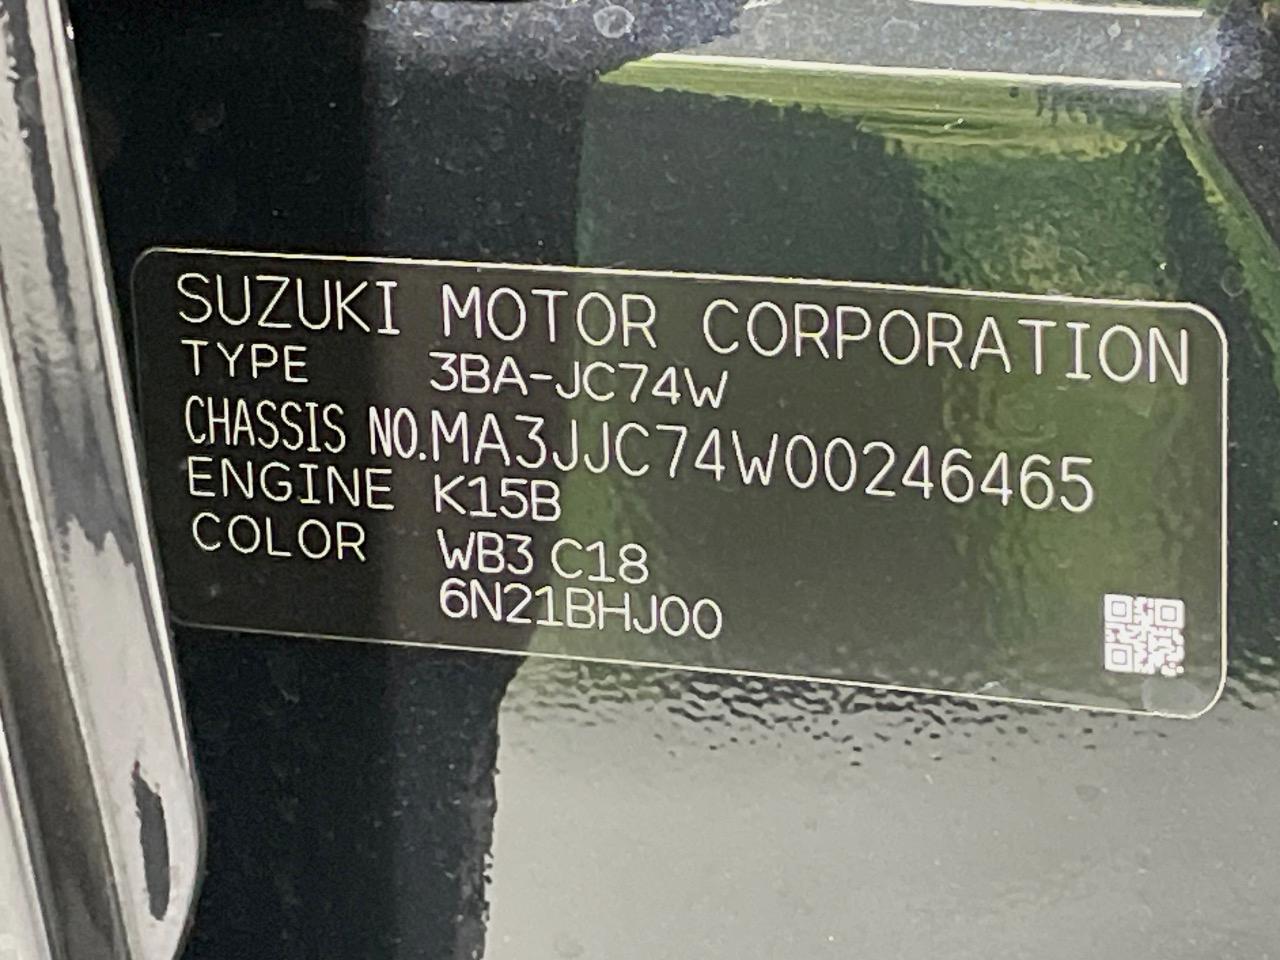 SUZUKI MOTOR CORPORATION
TYPE 3BA-JC74W
CHASSIS NO.MA3JJC74W00246465
ENGINE K15B
COLOR WB3 C18
6N21BHJ00